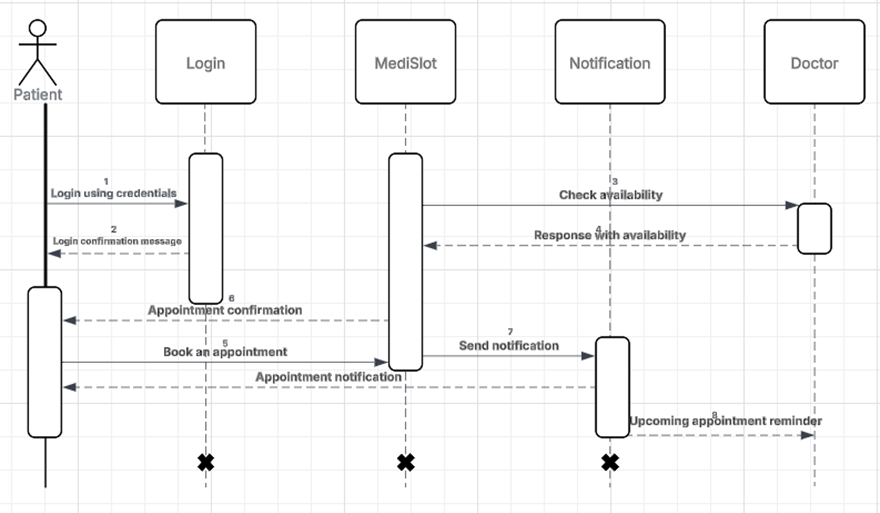 Patient
Login
MediSlot
Notification
Doctor
1
Login using credentials
3
Check availability
2
Login confirmation message
4
Response with availability
6
Appointment confirmation
5
Book an appointment
7
Send notification
Appointment notification
8
Upcoming appointment reminder